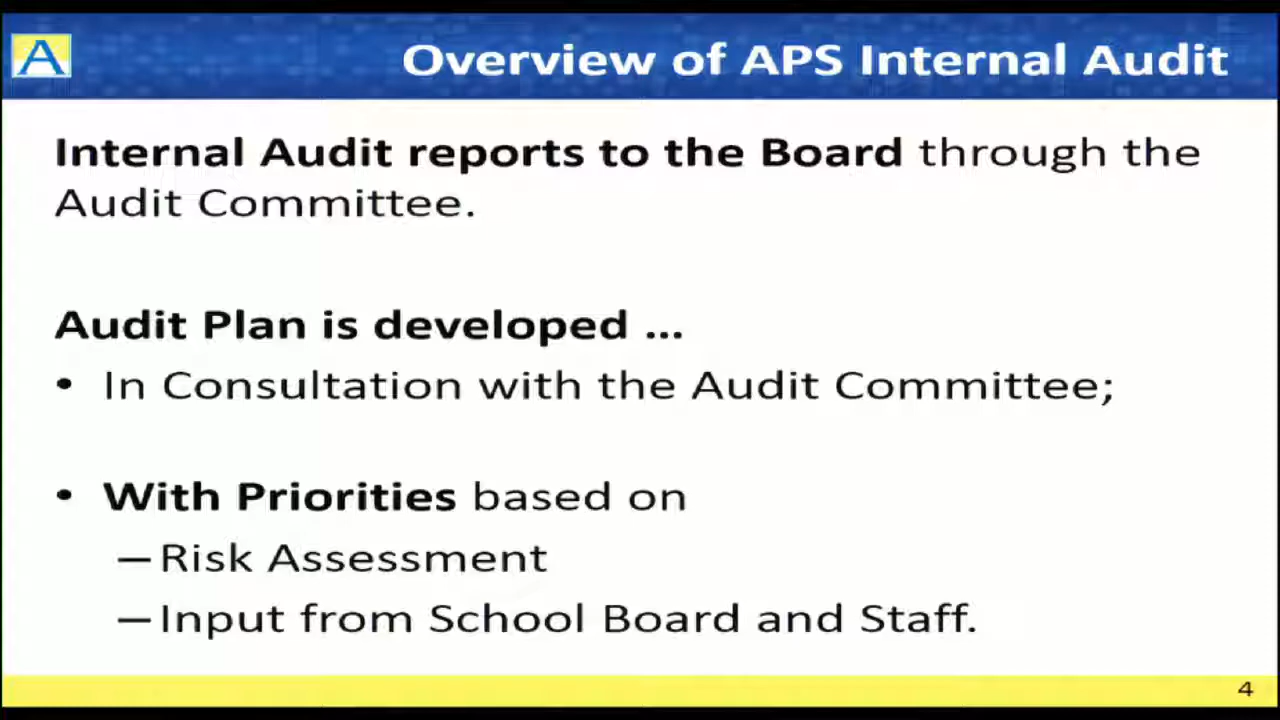 A
Overview of APS Internal Audit
Internal Audit reports to the Board through the
Audit Committee.
Audit Plan is developed ...
• In Consultation with the Audit Committee;
• With Priorities based on
—Risk Assessment
—Input from School Board and Staff.
4